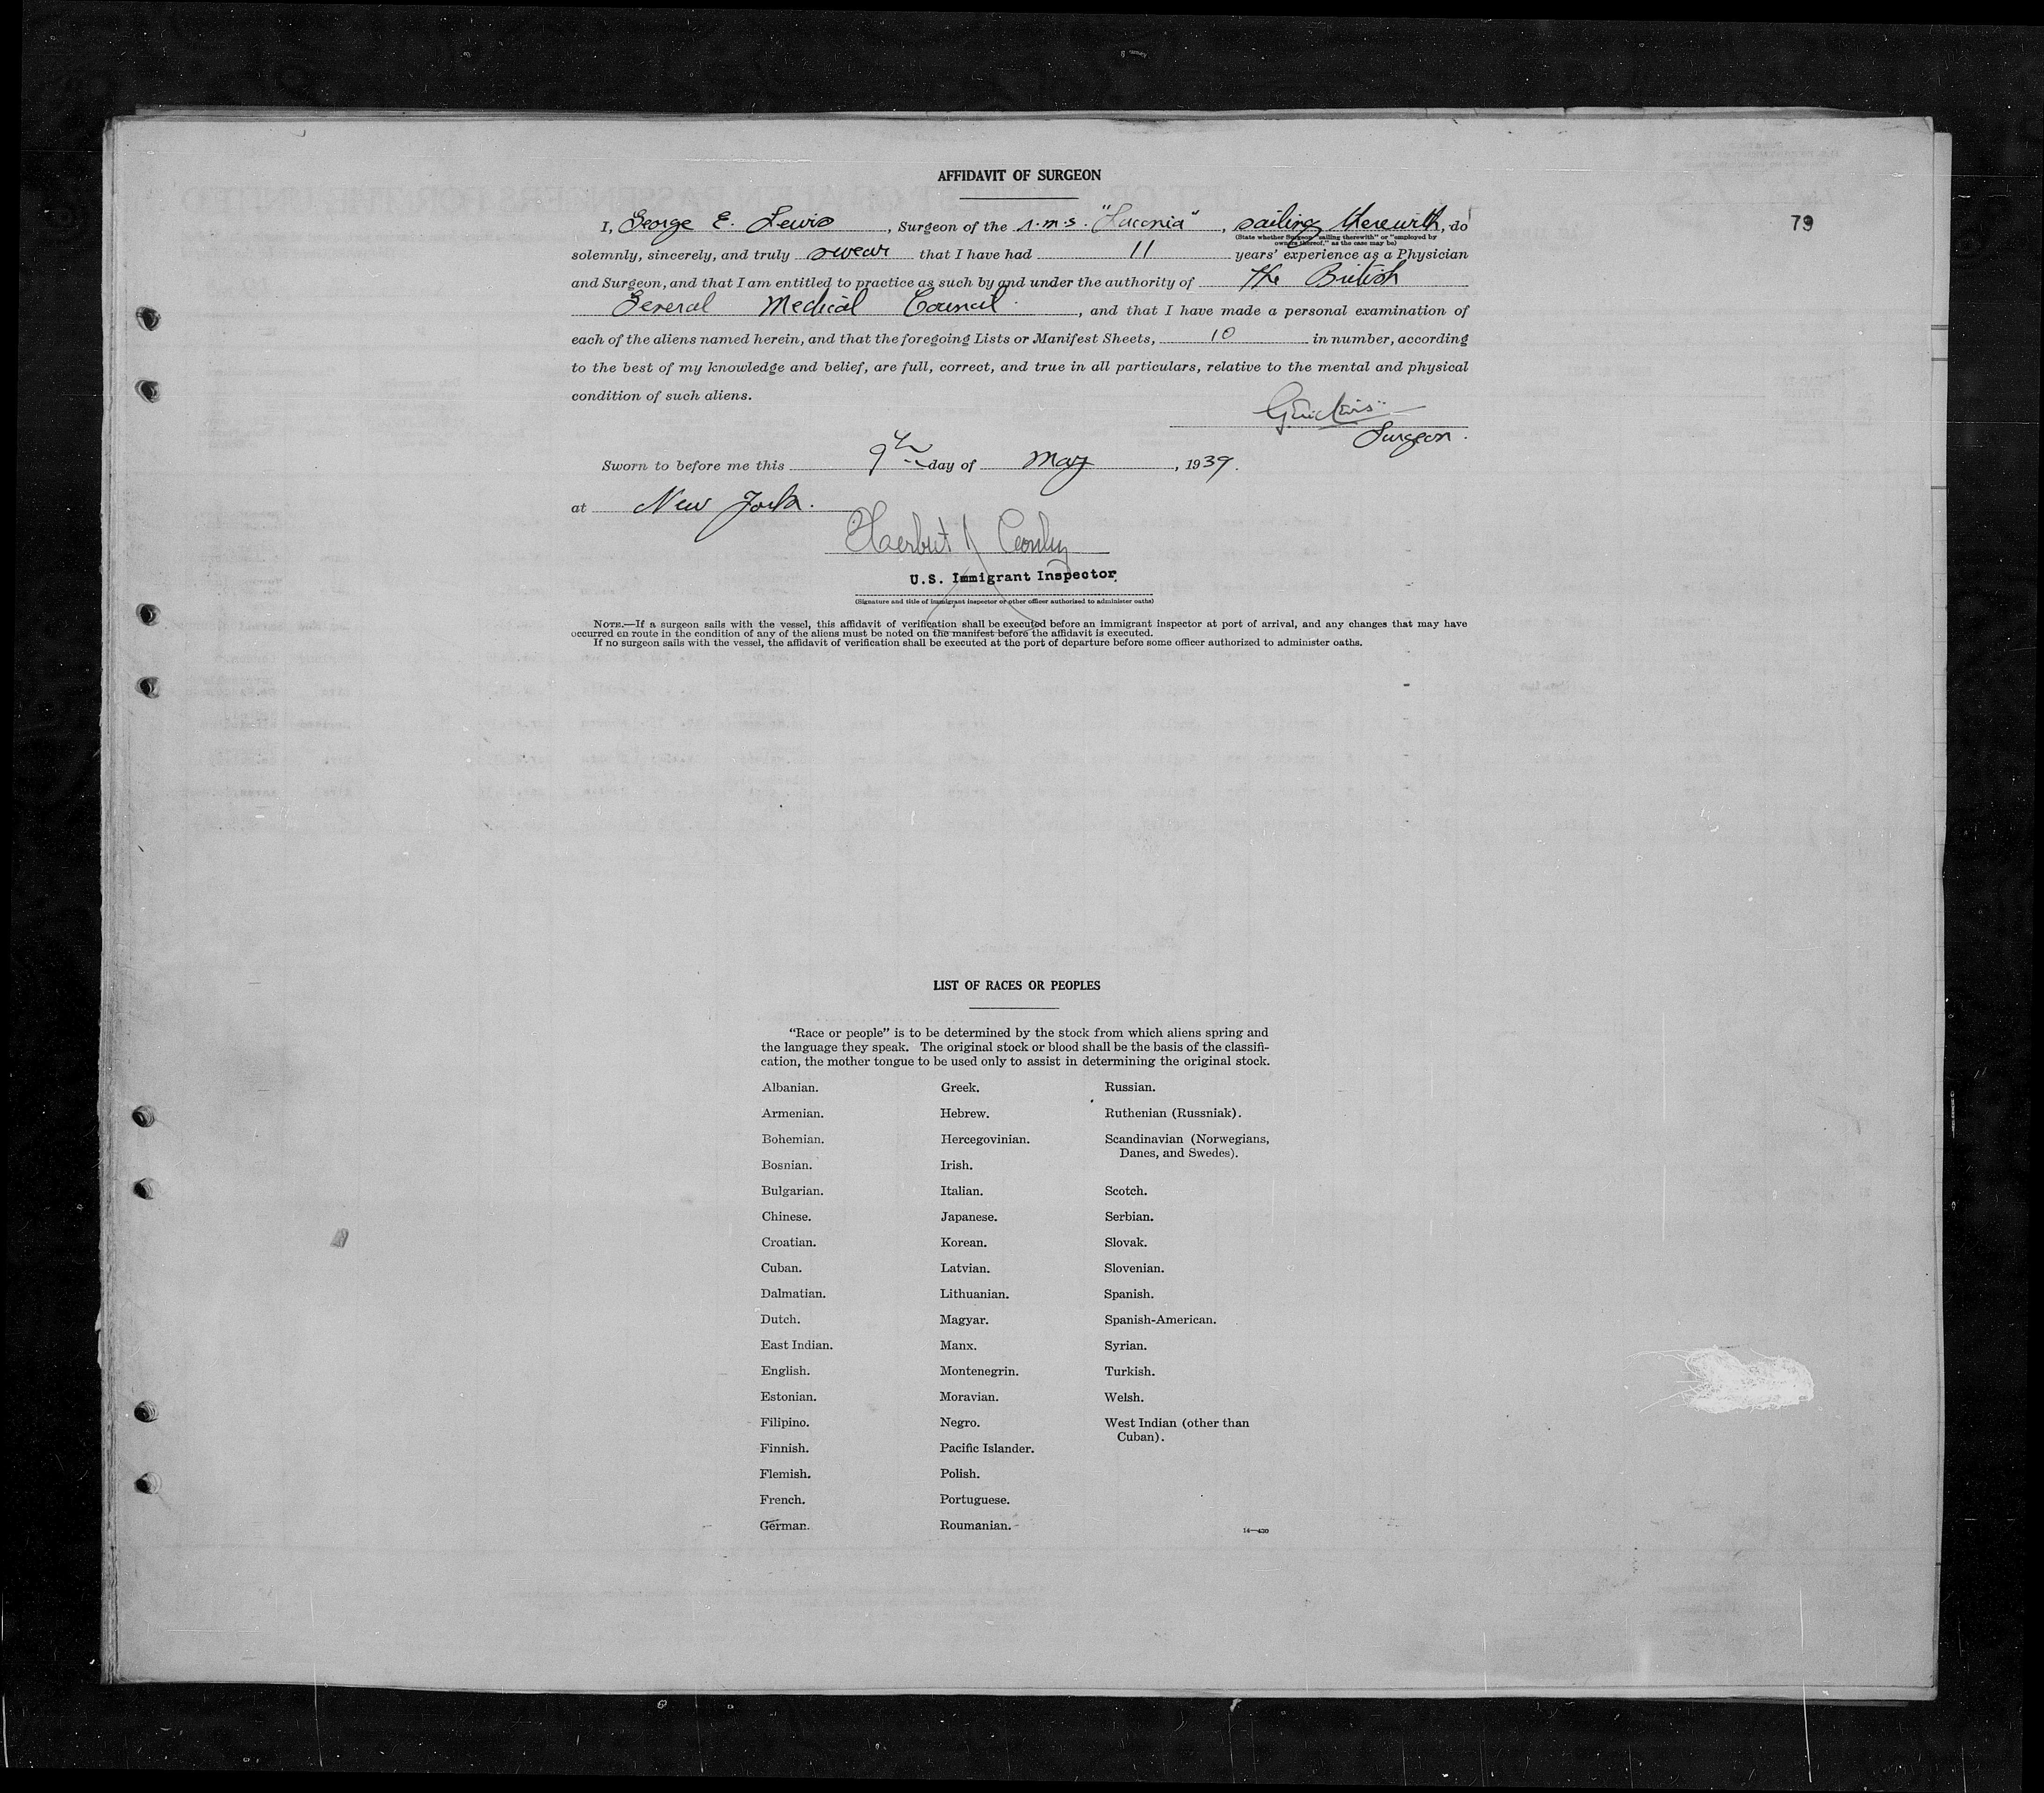 AFFIDAVIT OF SURGEON
79
I, George E. Lewis, Surgeon of the r.m.s. "Laconia", sailing therewith, do
(State whether Surgeon "sailing therewith" or "employed by
owners thereof," as the case may be)
solemnly, sincerely, and truly swear that I have had 11 years' experience as a Physician
and Surgeon, and that I am entitled to practice as such by and under the authority of the British
General Medical Council, and that I have made a personal examination of
each of the aliens named herein, and that the foregoing Lists or Manifest Sheets, 10 in number, according
to the best of my knowledge and belief, are full, correct, and true in all particulars, relative to the mental and physical
condition of such aliens.
Surgeon.
Sworn to before me this 9th day of May, 1939.
at New York.
Herbert Conly
U.S. Immigrant Inspector
(Signature and title of immigrant inspector or other officer authorized to administer oaths)
NOTE.—If a surgeon sails with the vessel, this affidavit of verification shall be executed before an immigrant inspector at port of arrival, and any changes that may have
occurred en route in the condition of any of the aliens must be noted on the manifest before the affidavit is executed.
If no surgeon sails with the vessel, the affidavit of verification shall be executed at the port of departure before some officer authorized to administer oaths.
LIST OF RACES OR PEOPLES
"Race or people" is to be determined by the stock from which aliens spring and
the language they speak. The original stock or blood shall be the basis of the classifi-
cation, the mother tongue to be used only to assist in determining the original stock.
Albanian.
Armenian.
Bohemian.
Bosnian.
Bulgarian.
Chinese.
Croatian.
Cuban.
Dalmatian.
Dutch.
East Indian.
English.
Estonian.
Filipino.
Finnish.
Flemish.
French.
German.
Greek.
Hebrew.
Hercegovinian.
Irish.
Italian.
Japanese.
Korean.
Latvian.
Lithuanian.
Magyar.
Manx.
Montenegrin.
Moravian.
Negro.
Pacific Islander.
Polish.
Portuguese.
Roumanian.
Russian.
Ruthenian (Russniak).
Scandinavian (Norwegians,
Danes, and Swedes).
Scotch.
Serbian.
Slovak.
Slovenian.
Spanish.
Spanish-American.
Syrian.
Turkish.
Welsh.
West Indian (other than
Cuban).
14—430